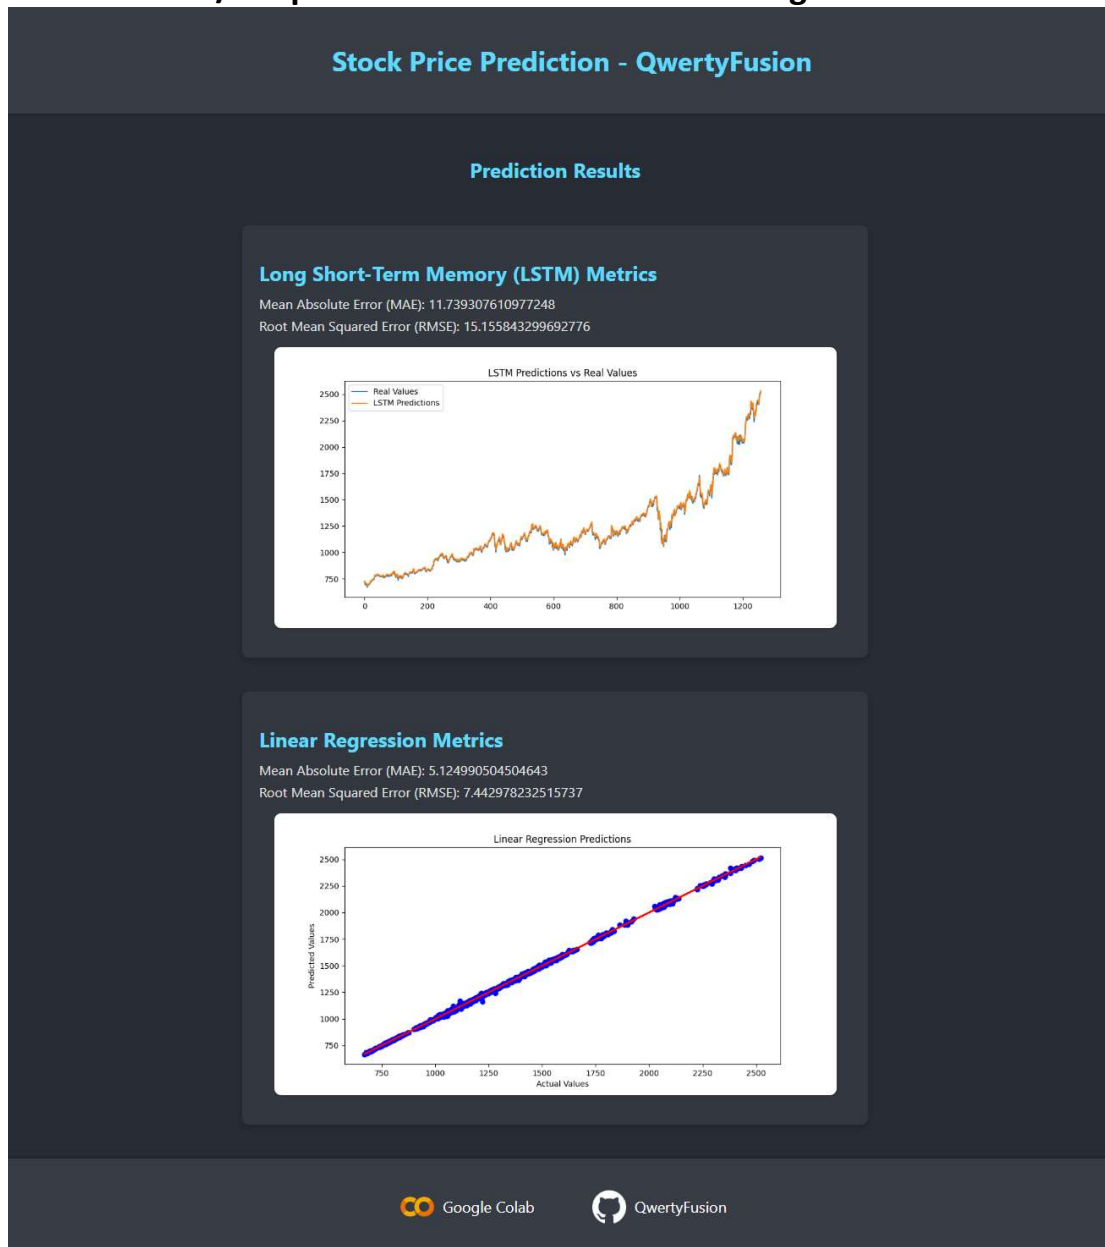 Stock Price Prediction - QwertyFusion
Prediction Results
Long Short-Term Memory (LSTM) Metrics
Mean Absolute Error (MAE): 11.739307610977248
Root Mean Squared Error (RMSE): 15.155843299692776
LSTM Predictions vs Real Values
Real Values
LSTM Predictions
2500
2250
2000
1750
1500
1250
1000
750
0 200 400 600 800 1000 1200
Linear Regression Metrics
Mean Absolute Error (MAE): 5.124990504504643
Root Mean Squared Error (RMSE): 7.442978232515737
Linear Regression Predictions
Predicted Values
2500
2250
2000
1750
1500
1250
1000
750
750 1000 1250 1500 1750 2000 2250 2500
Actual Values
Google Colab
QwertyFusion